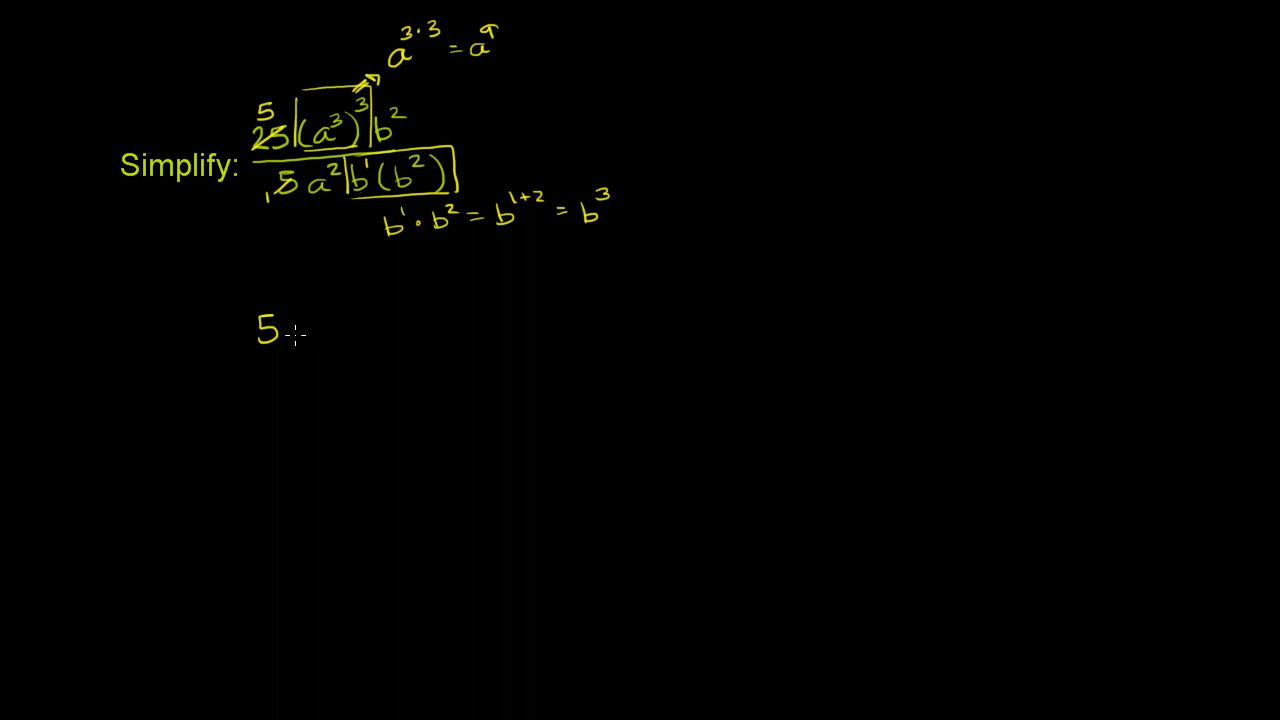 a^{3·3} = a^9
5
Simplify: \frac{25 (a^3)^3 b^2}{5 a^2 b^1 (b^2)}
1
b^1 · b^2 = b^{1+2} = b^3
5